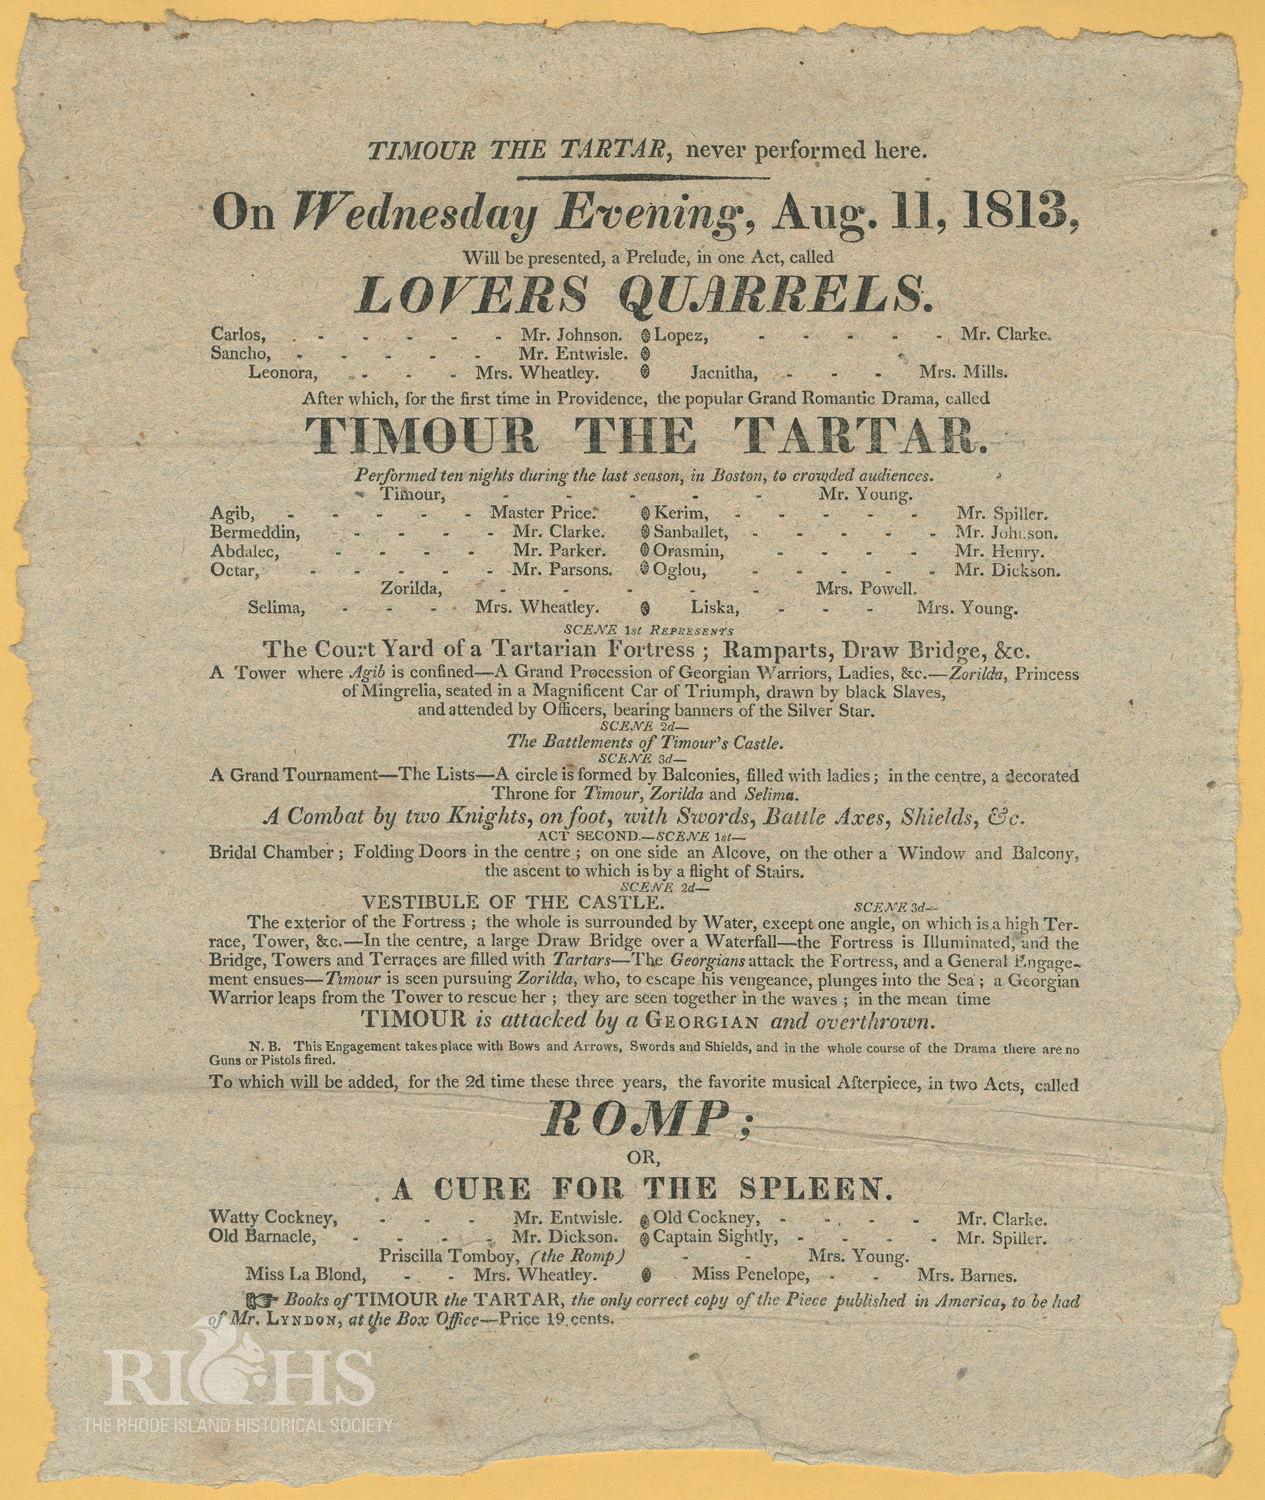 TIMOUR THE TARTAR, never performed here.
On Wednesday Evening, Aug. 11, 1813,
Will be presented, a Prelude, in one Act, called
LOVERS QUARRELS.
Carlos, - - - - - - Mr. Johnson. Lopez, - - - - - Mr. Clarke.
Sancho, - - - - - Mr. Entwisle.
Leonora, - - - Mrs. Wheatley. Jacnitha, - - - Mrs. Mills.
After which, for the first time in Providence, the popular Grand Romantic Drama, called
TIMOUR THE TARTAR.
Performed ten nights during the last season, in Boston, to crowded audiences.
Timour, - - - - - Mr. Young.
Agib, - - - - - Master Price. Kerim, - - - - - Mr. Spiller.
Bermeddin, - - - - Mr. Clarke. Sanballet, - - - - - Mr. Johnson.
Abdalec, - - - - Mr. Parker. Orasmin, - - - - Mr. Henry.
Octar, - - - - - Mr. Parsons. Oglou, - - - - - Mr. Dickson.
Zorilda, - - - - - Mrs. Powell.
Selima, - - - Mrs. Wheatley. Liska, - - - Mrs. Young.
SCENE 1st REPRESENTS
The Court Yard of a Tartarian Fortress ; Ramparts, Draw Bridge, &c.
A Tower where Agib is confined—A Grand Procession of Georgian Warriors, Ladies, &c.—Zorilda, Princess
of Mingrelia, seated in a Magnificent Car of Triumph, drawn by black Slaves,
and attended by Officers, bearing banners of the Silver Star.
SCENE 2d—
The Battlements of Timour's Castle.
SCENE 3d—
A Grand Tournament—The Lists—A circle is formed by Balconies, filled with ladies ; in the centre, a decorated
Throne for Timour, Zorilda and Selima.
A Combat by two Knights, on foot, with Swords, Battle Axes, Shields, &c.
ACT SECOND.—SCENE 1st—
Bridal Chamber ; Folding Doors in the centre ; on one side an Alcove, on the other a Window and Balcony,
the ascent to which is by a flight of Stairs.
SCENE 2d—
VESTIBULE OF THE CASTLE. SCENE 3d—
The exterior of the Fortress ; the whole is surrounded by Water, except one angle, on which is a high Ter-
race, Tower, &c.—In the centre, a large Draw Bridge over a Waterfall—the Fortress is Illuminated, and the
Bridge, Towers and Terraces are filled with Tartars—The Georgians attack the Fortress, and a General Engage-
ment ensues—Timour is seen pursuing Zorilda, who, to escape his vengeance, plunges into the Sea ; a Georgian
Warrior leaps from the Tower to rescue her ; they are seen together in the waves ; in the mean time
TIMOUR is attacked by a GEORGIAN and overthrown.
N. B. This Engagement takes place with Bows and Arrows, Swords and Shields, and in the whole course of the Drama there are no
Guns or Pistols fired.
To which will be added, for the 2d time these three years, the favorite musical Afterpiece, in two Acts, called
ROMP ;
OR,
A CURE FOR THE SPLEEN.
Watty Cockney, - - - Mr. Entwisle. Old Cockney, - - - - Mr. Clarke.
Old Barnacle, - - - - Mr. Dickson. Captain Sightly, - - - - Mr. Spiller.
Priscilla Tomboy, (the Romp) - - Mrs. Young.
Miss La Blond, - - Mrs. Wheatley. Miss Penelope, - - Mrs. Barnes.
☞ Books of TIMOUR the TARTAR, the only correct copy of the Piece published in America, to be had
of Mr. LYNDON, at the Box Office—Price 19 cents.
RIHS
THE RHODE ISLAND HISTORICAL SOCIETY